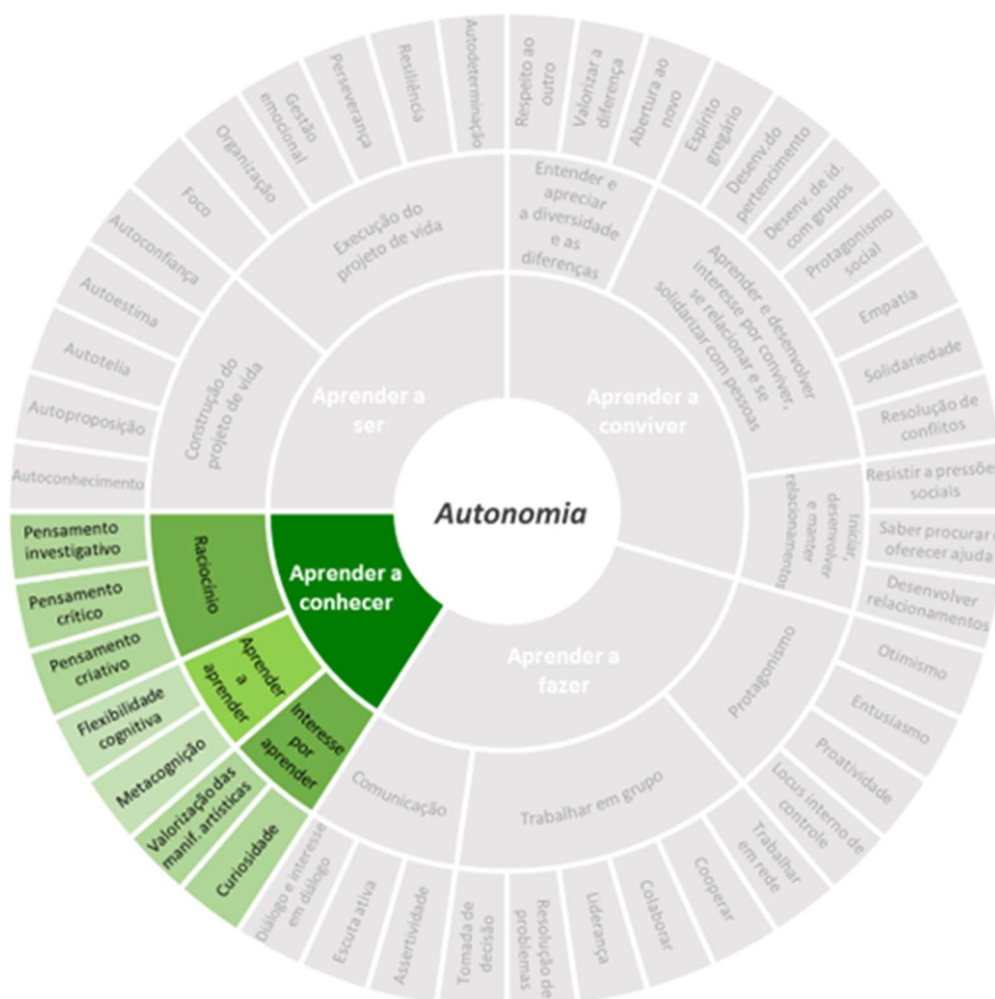 Autonomia
Aprender a
ser
Aprender a
conviver
Aprender a
fazer
Aprender a
conhecer
Construção do
projeto de vida
Execução do
projeto de vida
Entender e
apreciar
a diversidade
e as
diferenças
Aprender e desenvolver
interesse por conviver,
se relacionar e se
solidarizar com pessoas
Iniciar,
desenvolver
e manter
relacionamentos
Protagonismo
Trabalhar em grupo
Comunicação
Interesse
por
aprender
Aprender
a
aprender
Raciocínio
Autoconhecimento
Autoproposição
Autotelia
Autoestima
Autoconfiança
Foco
Organização
Gestão
emocional
Perseverança
Resiliência
Autodeterminação
Respeito ao
outro
Valorizar a
diferença
Abertura ao
novo
Espírito
gregário
Desenv.do
pertencimento
Desenv. de id.
com grupos
Protagonismo
social
Empatia
Solidariedade
Resolução de
conflitos
Resistir a pressões
sociais
Saber procurar e
oferecer ajuda
Desenvolver
relacionamentos
Otimismo
Entusiasmo
Proatividade
Locus interno de
controle
Trabalhar
em rede
Cooperar
Colaborar
Liderança
Resolução de
problemas
Tomada de
decisão
Assertividade
Escuta ativa
Diálogo e interesse
em diálogo
Curiosidade
Valorização das
manif. artísticas
Metacognição
Flexibilidade
cognitiva
Pensamento
criativo
Pensamento
crítico
Pensamento
investigativo